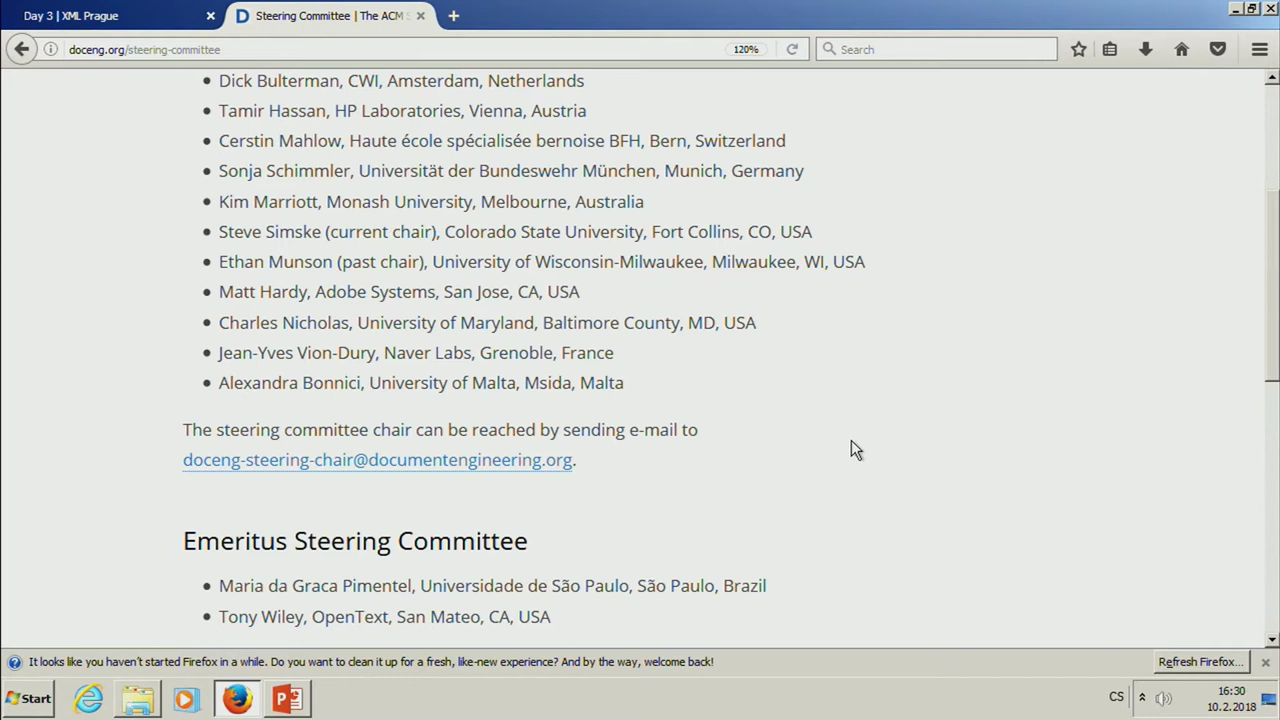 Day 3 | XML Prague
Steering Committee | The ACM S
doceng.org/steering-committee
120%
Search
Dick Bulterman, CWI, Amsterdam, Netherlands
Tamir Hassan, HP Laboratories, Vienna, Austria
Cerstin Mahlow, Haute école spécialisée bernoise BFH, Bern, Switzerland
Sonja Schimmler, Universität der Bundeswehr München, Munich, Germany
Kim Marriott, Monash University, Melbourne, Australia
Steve Simske (current chair), Colorado State University, Fort Collins, CO, USA
Ethan Munson (past chair), University of Wisconsin-Milwaukee, Milwaukee, WI, USA
Matt Hardy, Adobe Systems, San Jose, CA, USA
Charles Nicholas, University of Maryland, Baltimore County, MD, USA
Jean-Yves Vion-Dury, Naver Labs, Grenoble, France
Alexandra Bonnici, University of Malta, Msida, Malta
The steering committee chair can be reached by sending e-mail to
doceng-steering-chair@documentengineering.org.
Emeritus Steering Committee
Maria da Graca Pimentel, Universidade de São Paulo, São Paulo, Brazil
Tony Wiley, OpenText, San Mateo, CA, USA
It looks like you haven't started Firefox in a while. Do you want to clean it up for a fresh, like-new experience? And by the way, welcome back!
Refresh Firefox...
Start
CS
16:30
10.2.2018